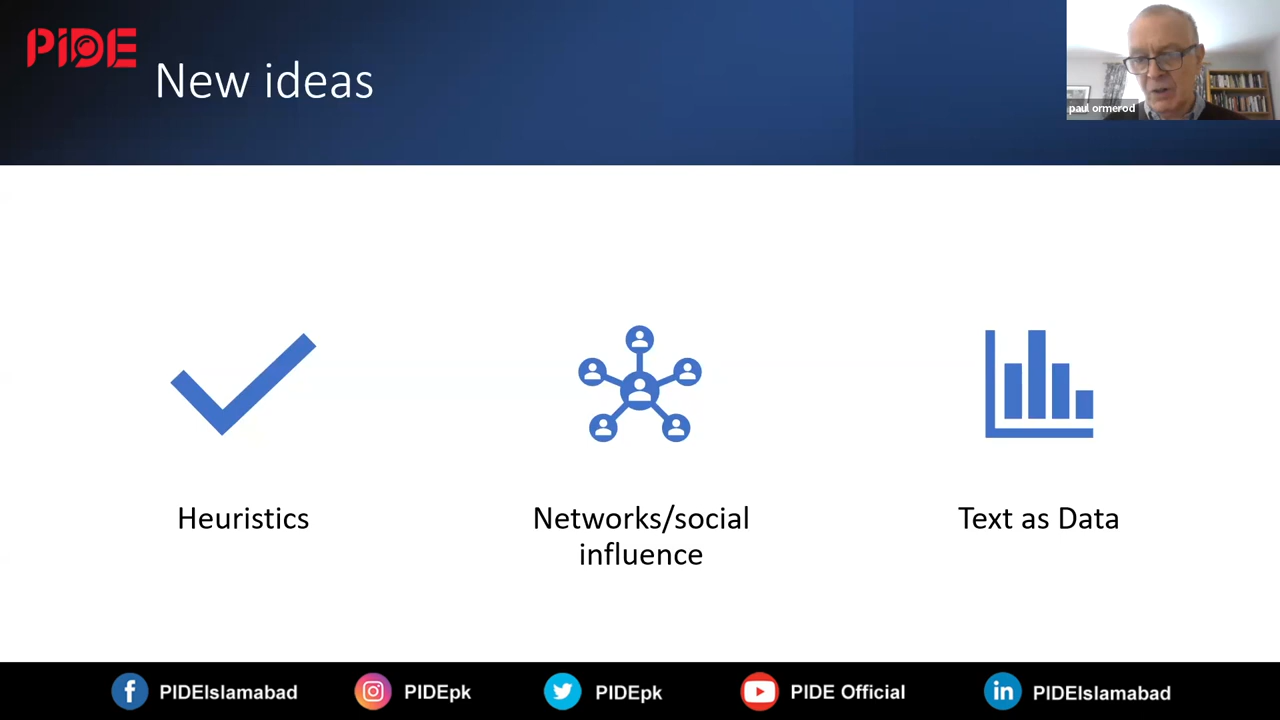 PIDE
New ideas
paul ormerod
Heuristics
Networks/social
influence
Text as Data
PIDEIslamabad
PIDEpk
PIDEpk
PIDE Official
PIDEIslamabad